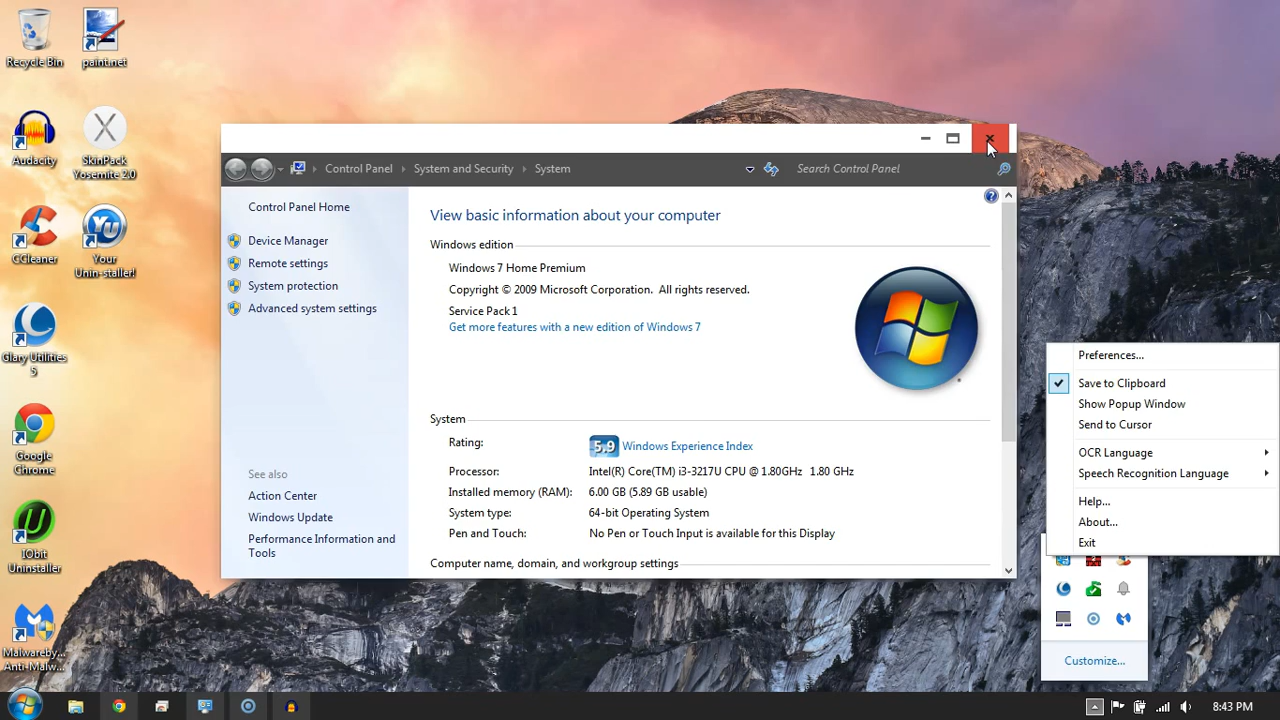 Recycle Bin
paint.net
Audacity
SkinPack
Yosemite 2.0
CCleaner
Your
Unin-staller!
Glary Utilities
5
Google
Chrome
IObit
Uninstaller
Malwareby...
Anti-Malw...
Control Panel
System and Security
System
Search Control Panel
Control Panel Home
Device Manager
Remote settings
System protection
Advanced system settings
See also
Action Center
Windows Update
Performance Information and
Tools
View basic information about your computer
Windows edition
Windows 7 Home Premium
Copyright © 2009 Microsoft Corporation. All rights reserved.
Service Pack 1
Get more features with a new edition of Windows 7
System
Rating:
5.9 Windows Experience Index
Processor:
Intel(R) Core(TM) i3-3217U CPU @ 1.80GHz 1.80 GHz
Installed memory (RAM):
6.00 GB (5.89 GB usable)
System type:
64-bit Operating System
Pen and Touch:
No Pen or Touch Input is available for this Display
Computer name, domain, and workgroup settings
Preferences...
Save to Clipboard
Show Popup Window
Send to Cursor
OCR Language
Speech Recognition Language
Help...
About...
Exit
Customize...
8:43 PM